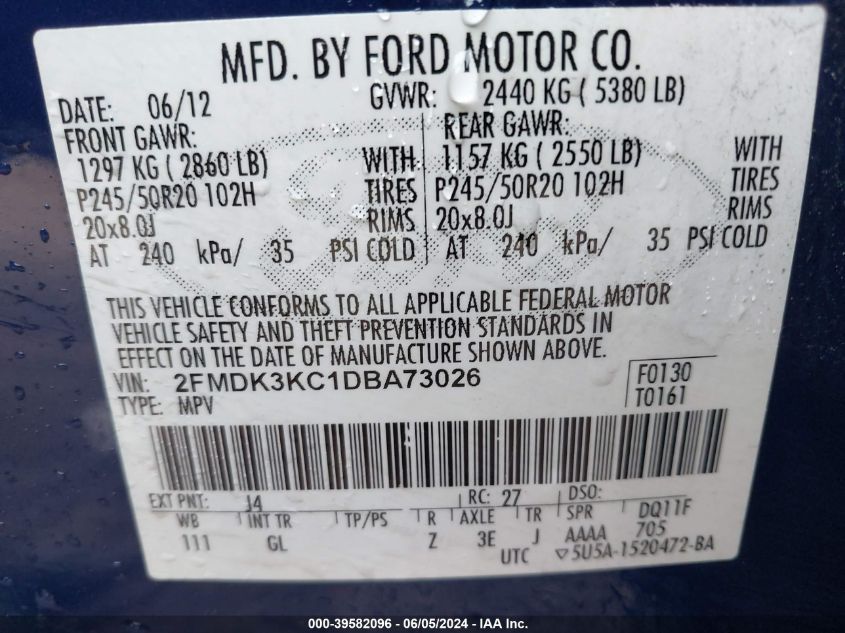 MFD. BY FORD MOTOR CO.
DATE: 06/12 GVWR: 2440 KG ( 5380 LB)
FRONT GAWR: REAR GAWR:
1297 KG ( 2860 LB) WITH 1157 KG ( 2550 LB) WITH
P245/50R20 102H TIRES P245/50R20 102H TIRES
20x8.0J RIMS 20x8.0J RIMS
AT 240 kPa/ 35 PSI COLD AT 240 kPa/ 35 PSI COLD
THIS VEHICLE CONFORMS TO ALL APPLICABLE FEDERAL MOTOR
VEHICLE SAFETY AND THEFT PREVENTION STANDARDS IN
EFFECT ON THE DATE OF MANUFACTURE SHOWN ABOVE.
VIN: 2FMDK3KC1DBA73026 F0130
TYPE: MPV T0161
EXT PNT: J4 RC: 27 DSO:
WB INT TR TP/PS R AXLE TR SPR DQ11F
111 GL Z 3E J AAAA 705
UTC ▽5U5A-1520472-BA
000-39582096 - 06/05/2024 - IAA Inc.